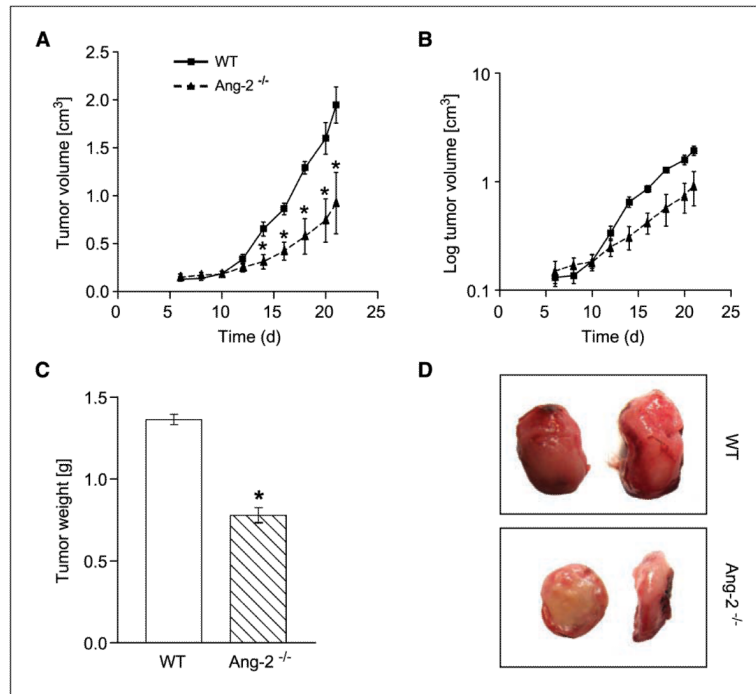 A
WT
Ang-2 -/-
Tumor volume [cm3]
2.5
2.0
1.5
1.0
0.5
0.0
*
*
*
*
*
0
5
10
15
20
25
Time (d)
B
Log tumor volume [cm3]
10
1
0.1
0
5
10
15
20
25
Time (d)
C
Tumor weight [g]
1.5
1.0
0.5
0.0
*
WT
Ang-2 -/-
D
WT
Ang-2 -/-